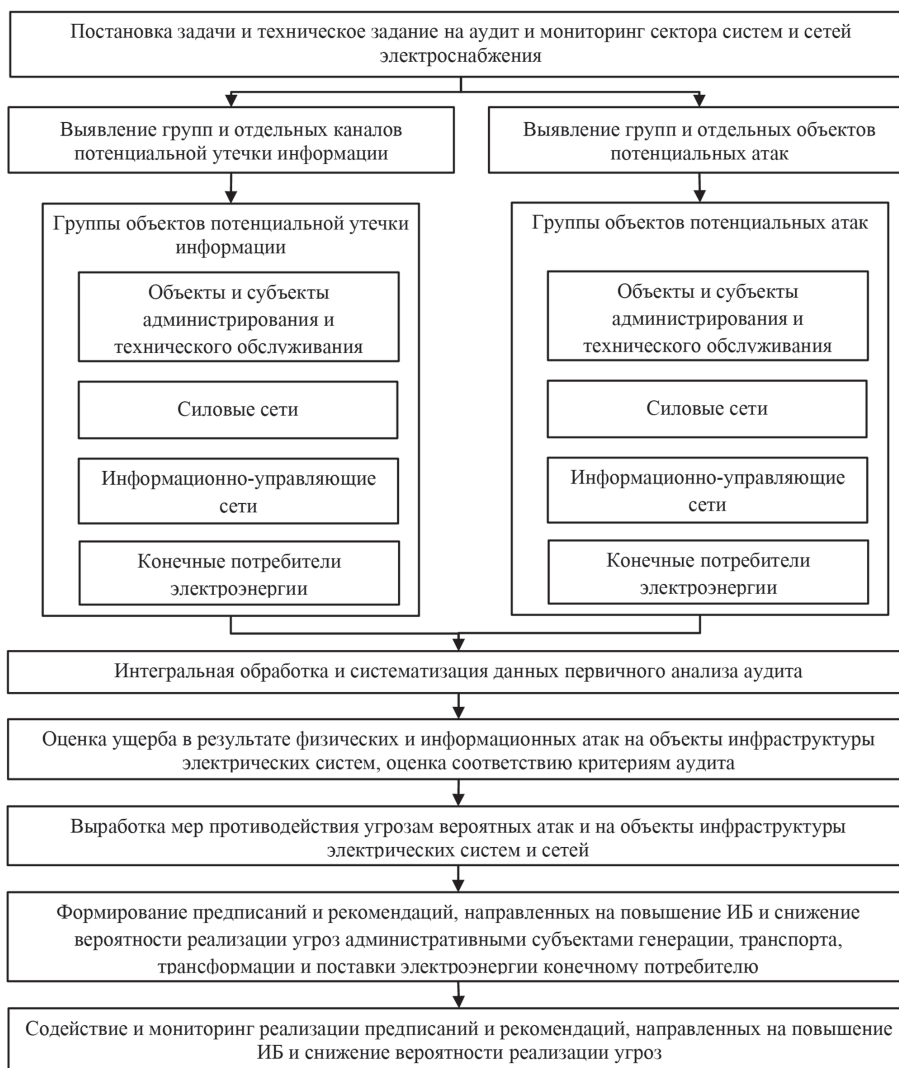 Постановка задачи и техническое задание на аудит и мониторинг сектора систем и сетей
электроснабжения
Выявление групп и отдельных каналов
потенциальной утечки информации
Выявление групп и отдельных объектов
потенциальных атак
Группы объектов потенциальной утечки
информации
Объекты и субъекты
администрирования и
технического обслуживания
Силовые сети
Информационно-управляющие
сети
Конечные потребители
электроэнергии
Группы объектов потенциальных атак
Объекты и субъекты
администрирования и
технического обслуживания
Силовые сети
Информационно-управляющие
сети
Конечные потребители
электроэнергии
Интегральная обработка и систематизация данных первичного анализа аудита
Оценка ущерба в результате физических и информационных атак на объекты инфраструктуры
электрических систем, оценка соответствию критериям аудита
Выработка мер противодействия угрозам вероятных атак и на объекты инфраструктуры
электрических систем и сетей
Формирование предписаний и рекомендаций, направленных на повышение ИБ и снижение
вероятности реализации угроз административными субъектами генерации, транспорта,
трансформации и поставки электроэнергии конечному потребителю
Содействие и мониторинг реализации предписаний и рекомендаций, направленных на повышение
ИБ и снижение вероятности реализации угроз